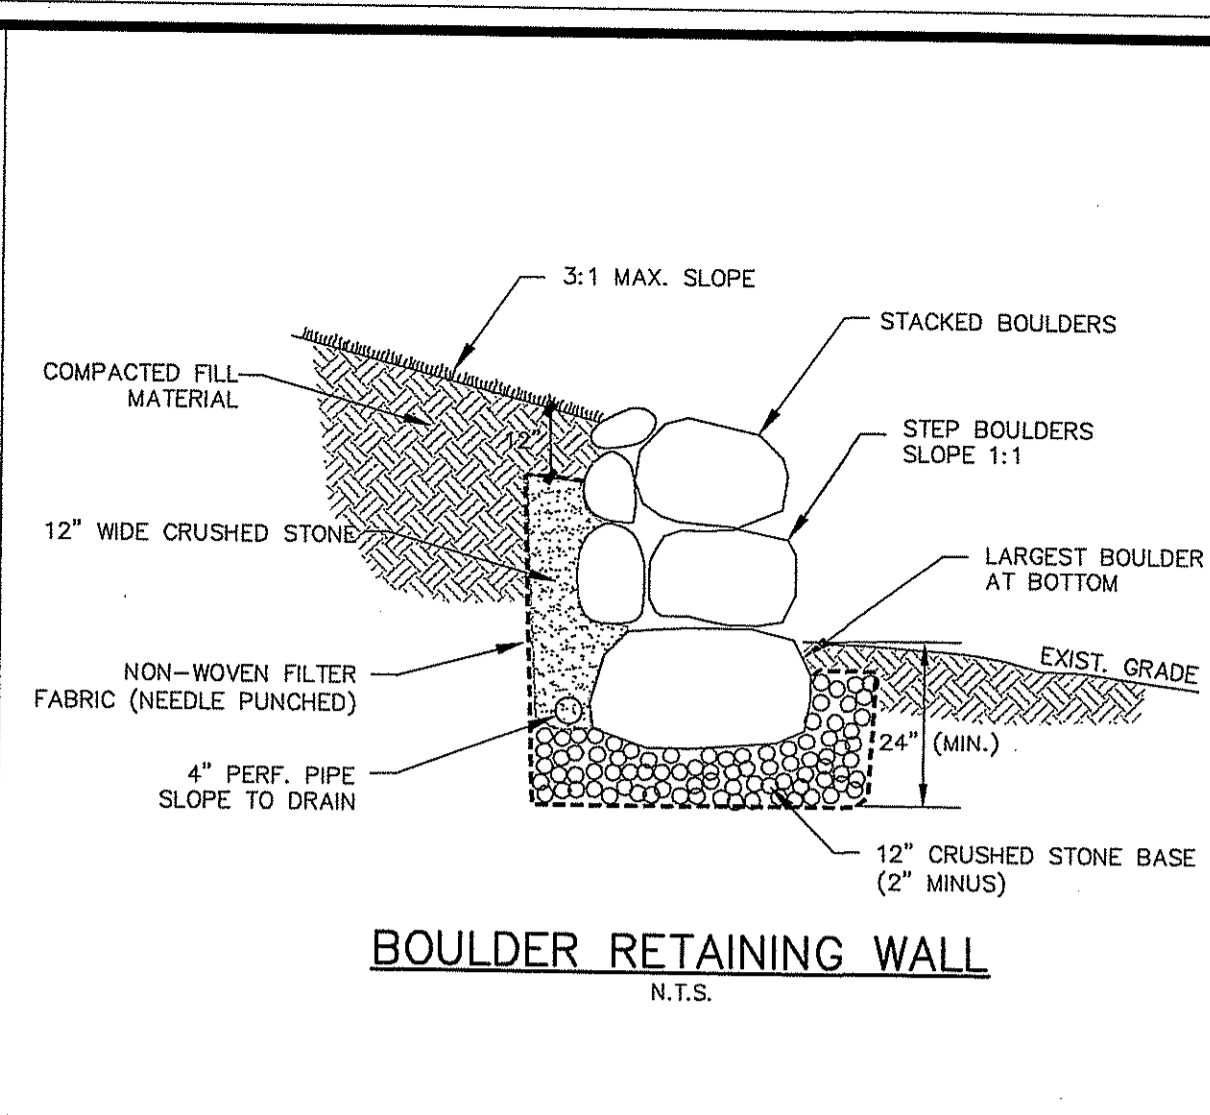 3:1 MAX. SLOPE
STACKED BOULDERS
COMPACTED FILL
MATERIAL
12"
STEP BOULDERS
SLOPE 1:1
12" WIDE CRUSHED STONE
LARGEST BOULDER
AT BOTTOM
EXIST. GRADE
NON-WOVEN FILTER
FABRIC (NEEDLE PUNCHED)
24" (MIN.)
4" PERF. PIPE
SLOPE TO DRAIN
12" CRUSHED STONE BASE
(2" MINUS)
BOULDER RETAINING WALL
N.T.S.